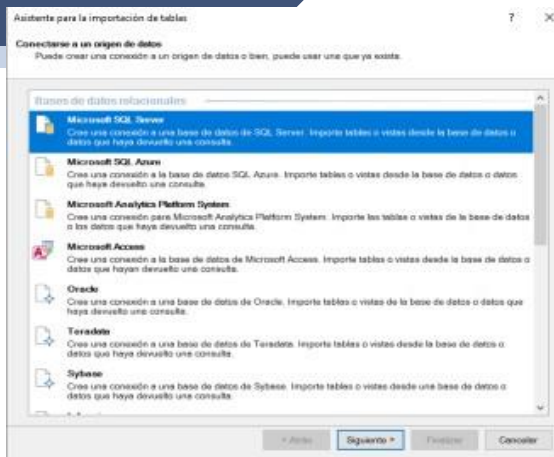 Asistente para la importación de tablas
? ×
Conectarse a un origen de datos
Puede crear una conexión a un origen de datos o bien, puede usar una que ya existe.
Bases de datos relacionales
Microsoft SQL Server
Cree una conexión a una base de datos de SQL Server. Importe tablas o vistas desde la base de datos o
datos que haya devuelto una consulta.
Microsoft SQL Azure
Cree una conexión a la base de datos SQL Azure. Importe tablas o vistas desde la base de datos o datos
que haya devuelto una consulta.
Microsoft Analytics Platform System
Cree una conexión para Microsoft Analytics Platform System. Importe las tablas o vistas de la base de datos
o los datos que haya devuelto una consulta.
Microsoft Access
Cree una conexión a la base de datos de Microsoft Access. Importe tablas o vistas desde la base de datos o
datos que hayan devuelto una consulta.
Oracle
Cree una conexión a una base de datos de Oracle. Importe tablas o vistas de la base de datos o datos que
haya devuelto una consulta.
Teradata
Cree una conexión a una base de datos de Teradata. Importe tablas o vistas desde la base de datos o
datos que haya devuelto una consulta.
Sybase
Cree una conexión a una base de datos de Sybase. Importe tablas o vistas desde una base de datos o
datos que haya devuelto una consulta.
< Atrás Siguiente > Finalizar Cancelar